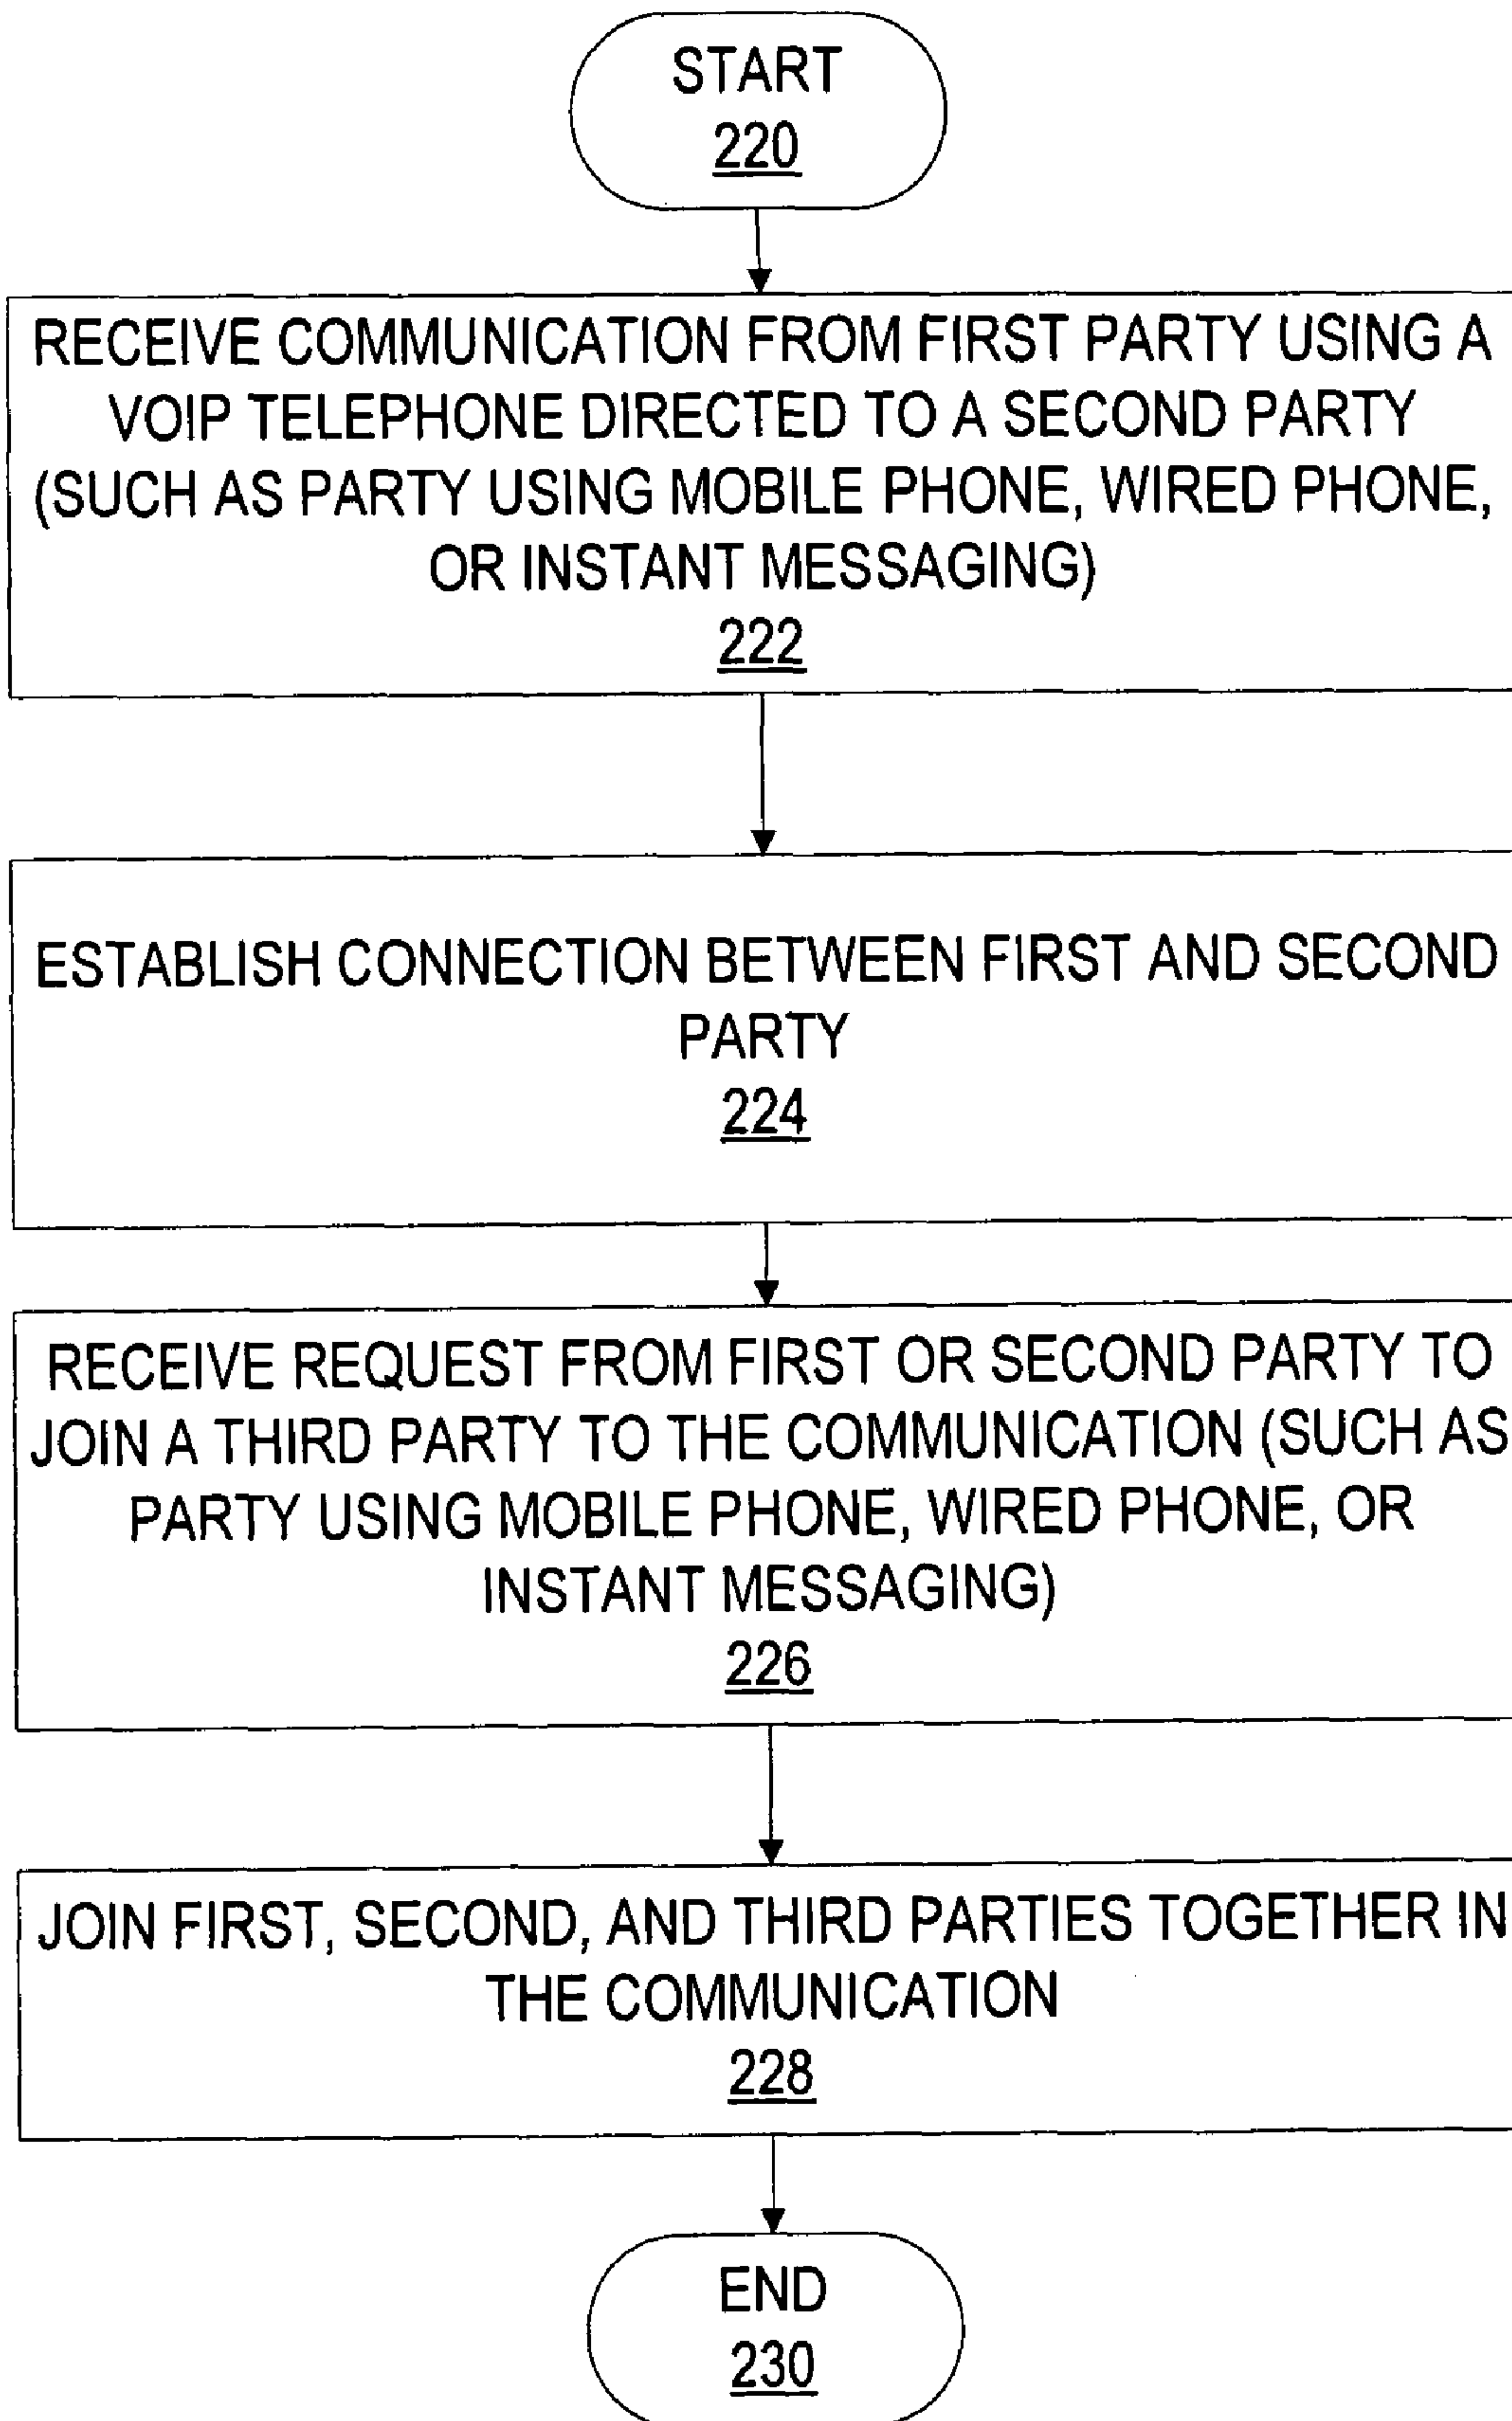 START
220
RECEIVE COMMUNICATION FROM FIRST PARTY USING A
VOIP TELEPHONE DIRECTED TO A SECOND PARTY
(SUCH AS PARTY USING MOBILE PHONE, WIRED PHONE,
OR INSTANT MESSAGING)
222
ESTABLISH CONNECTION BETWEEN FIRST AND SECOND
PARTY
224
RECEIVE REQUEST FROM FIRST OR SECOND PARTY TO
JOIN A THIRD PARTY TO THE COMMUNICATION (SUCH AS
PARTY USING MOBILE PHONE, WIRED PHONE, OR
INSTANT MESSAGING)
226
JOIN FIRST, SECOND, AND THIRD PARTIES TOGETHER IN
THE COMMUNICATION
228
END
230